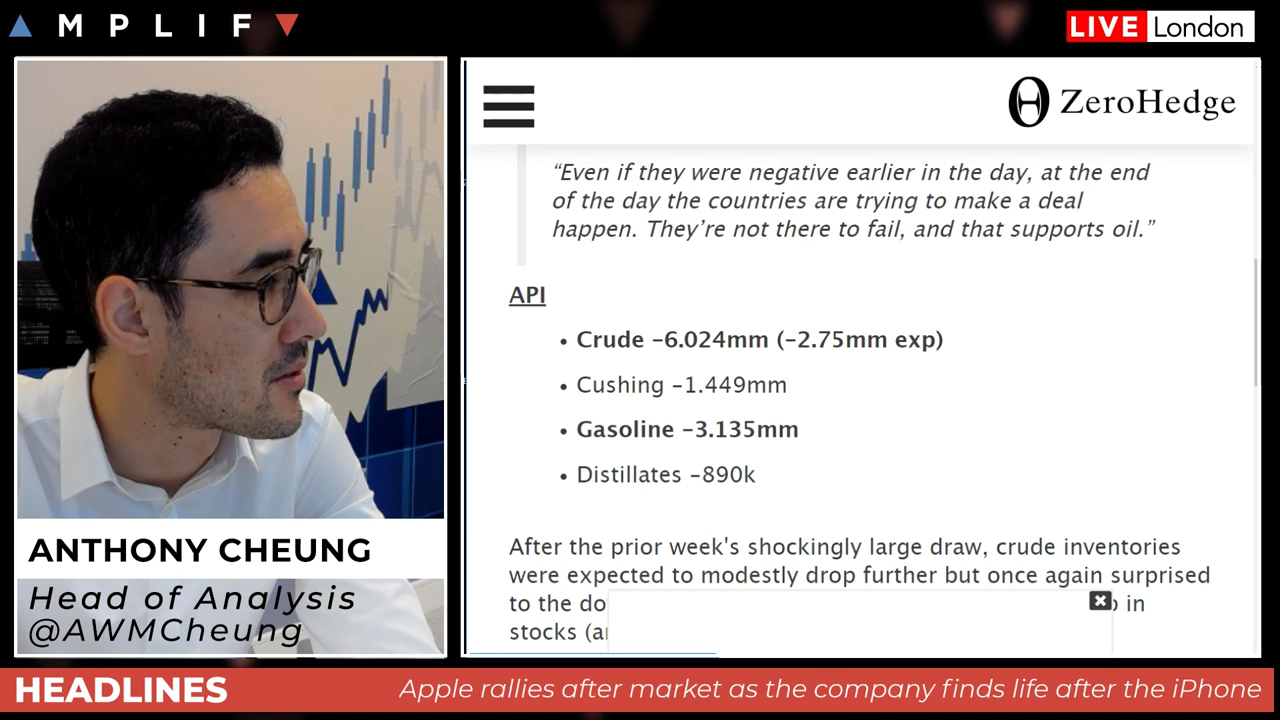 MPLIF
LIVE London
ZeroHedge
“Even if they were negative earlier in the day, at the end
of the day the countries are trying to make a deal
happen. They’re not there to fail, and that supports oil.”
API
• Crude -6.024mm (-2.75mm exp)
• Cushing -1.449mm
• Gasoline -3.135mm
• Distillates -890k
After the prior week's shockingly large draw, crude inventories
were expected to modestly drop further but once again surprised
to the in
stocks
ANTHONY CHEUNG
Head of Analysis
@AWMCheung
HEADLINES Apple rallies after market as the company finds life after the iPhone